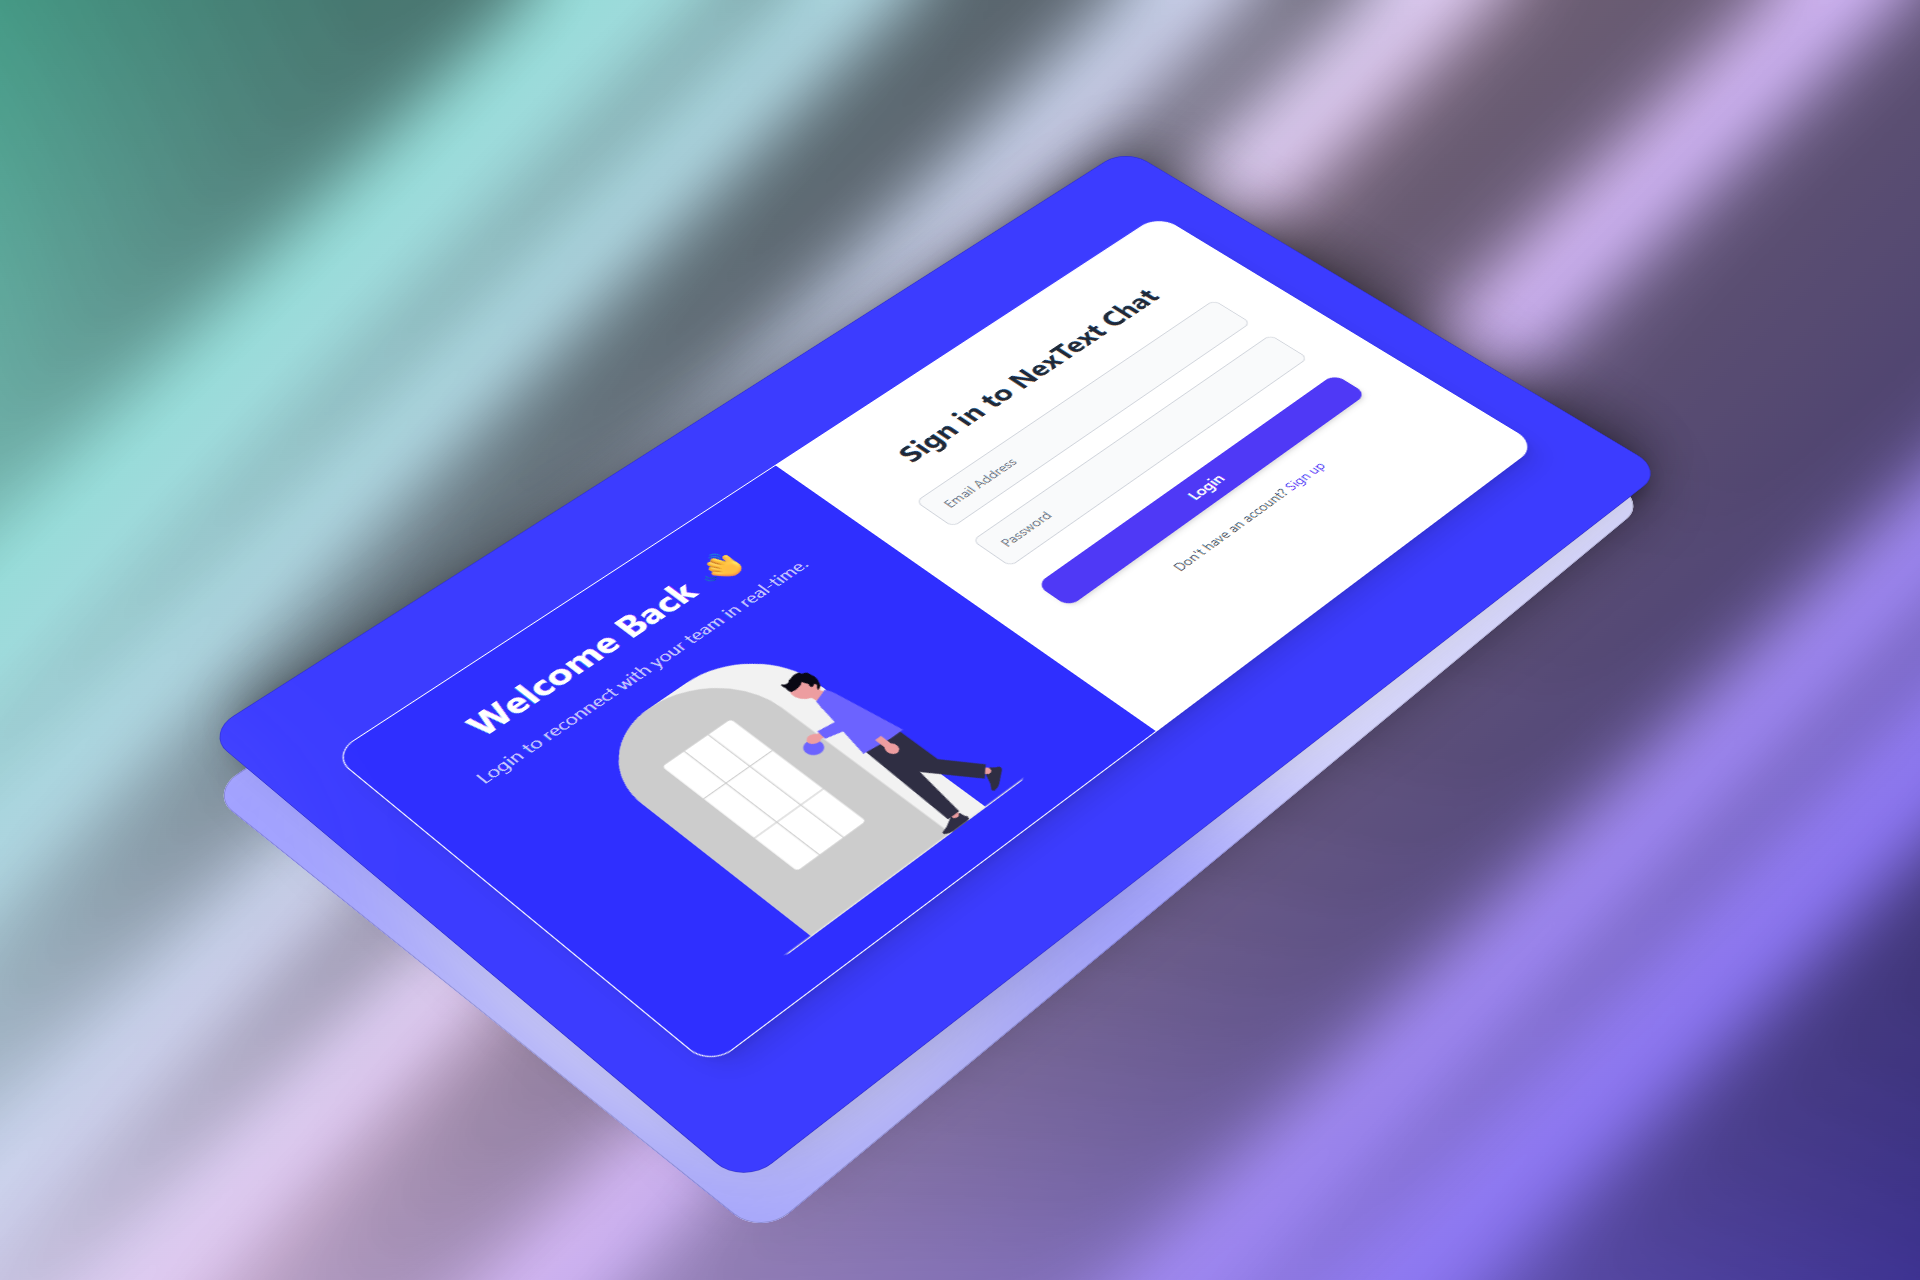 Welcome Back 👋
Login to reconnect with your team in real-time.
Sign in to NexText Chat
Email Address
Password
Login
Don't have an account? Sign up